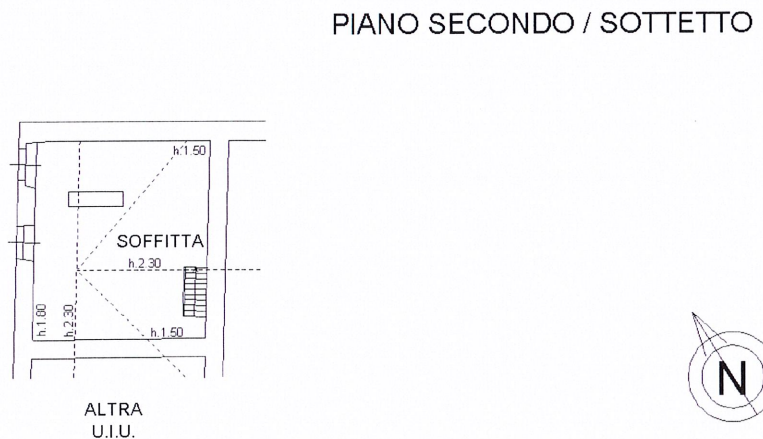 PIANO SECONDO / SOTTETTO
h.1.50
SOFFITTA
h.2.30
h.1.80
h.2.30
h.1.50
N
ALTRA
U.I.U.